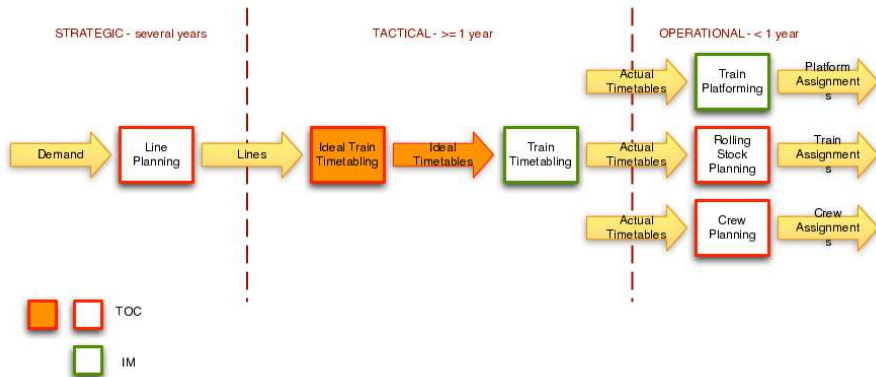 STRATEGIC - several years
TACTICAL - >= 1 year
OPERATIONAL - < 1 year
Actual
Timetables
Train
Platforming
Platform
Assignment
s
Demand
Line
Planning
Lines
Ideal Train
Timetabling
Ideal
Timetables
Train
Timetabling
Actual
Timetables
Rolling
Stock
Planning
Train
Assignment
s
Actual
Timetables
Crew
Planning
Crew
Assignment
s
TOC
IM